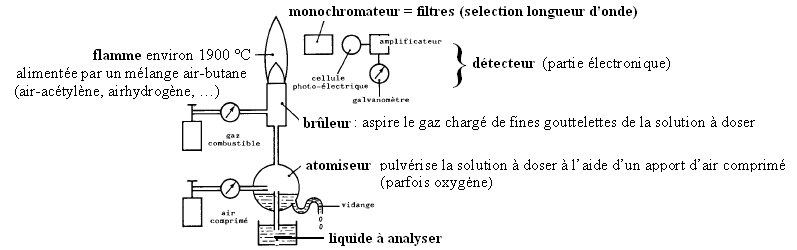 monochromateur = filtres (selection longueur d'onde)
flamme environ 1900 °C
alimentée par un mélange air-butane
(air-acétylène, airhydrogène, …)
amplificateur
cellule
photo-électrique
galvanomètre
détecteur (partie électronique)
brûleur : aspire le gaz chargé de fines gouttelettes de la solution à doser
gaz
combustible
atomiseur pulvérise la solution à doser à l'aide d'un apport d'air comprimé
(parfois oxygène)
air
comprimé
vidange
liquide à analyser